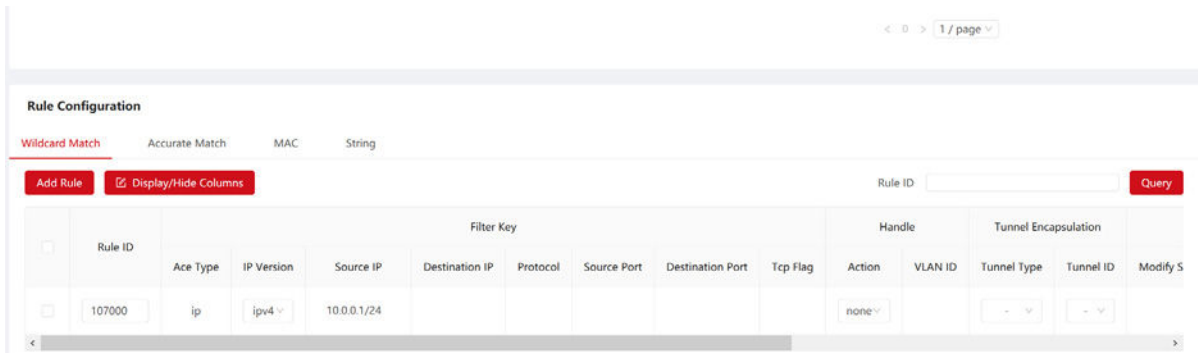 < 0 > 1 / page
Rule Configuration
Wildcard Match Accurate Match MAC String
Add Rule Display/Hide Columns Rule ID Query
Rule ID Filter Key Handle Tunnel Encapsulation
Ace Type IP Version Source IP Destination IP Protocol Source Port Destination Port Tcp Flag Action VLAN ID Tunnel Type Tunnel ID Modify S
107000 ip ipv4 10.0.0.1/24 none - -